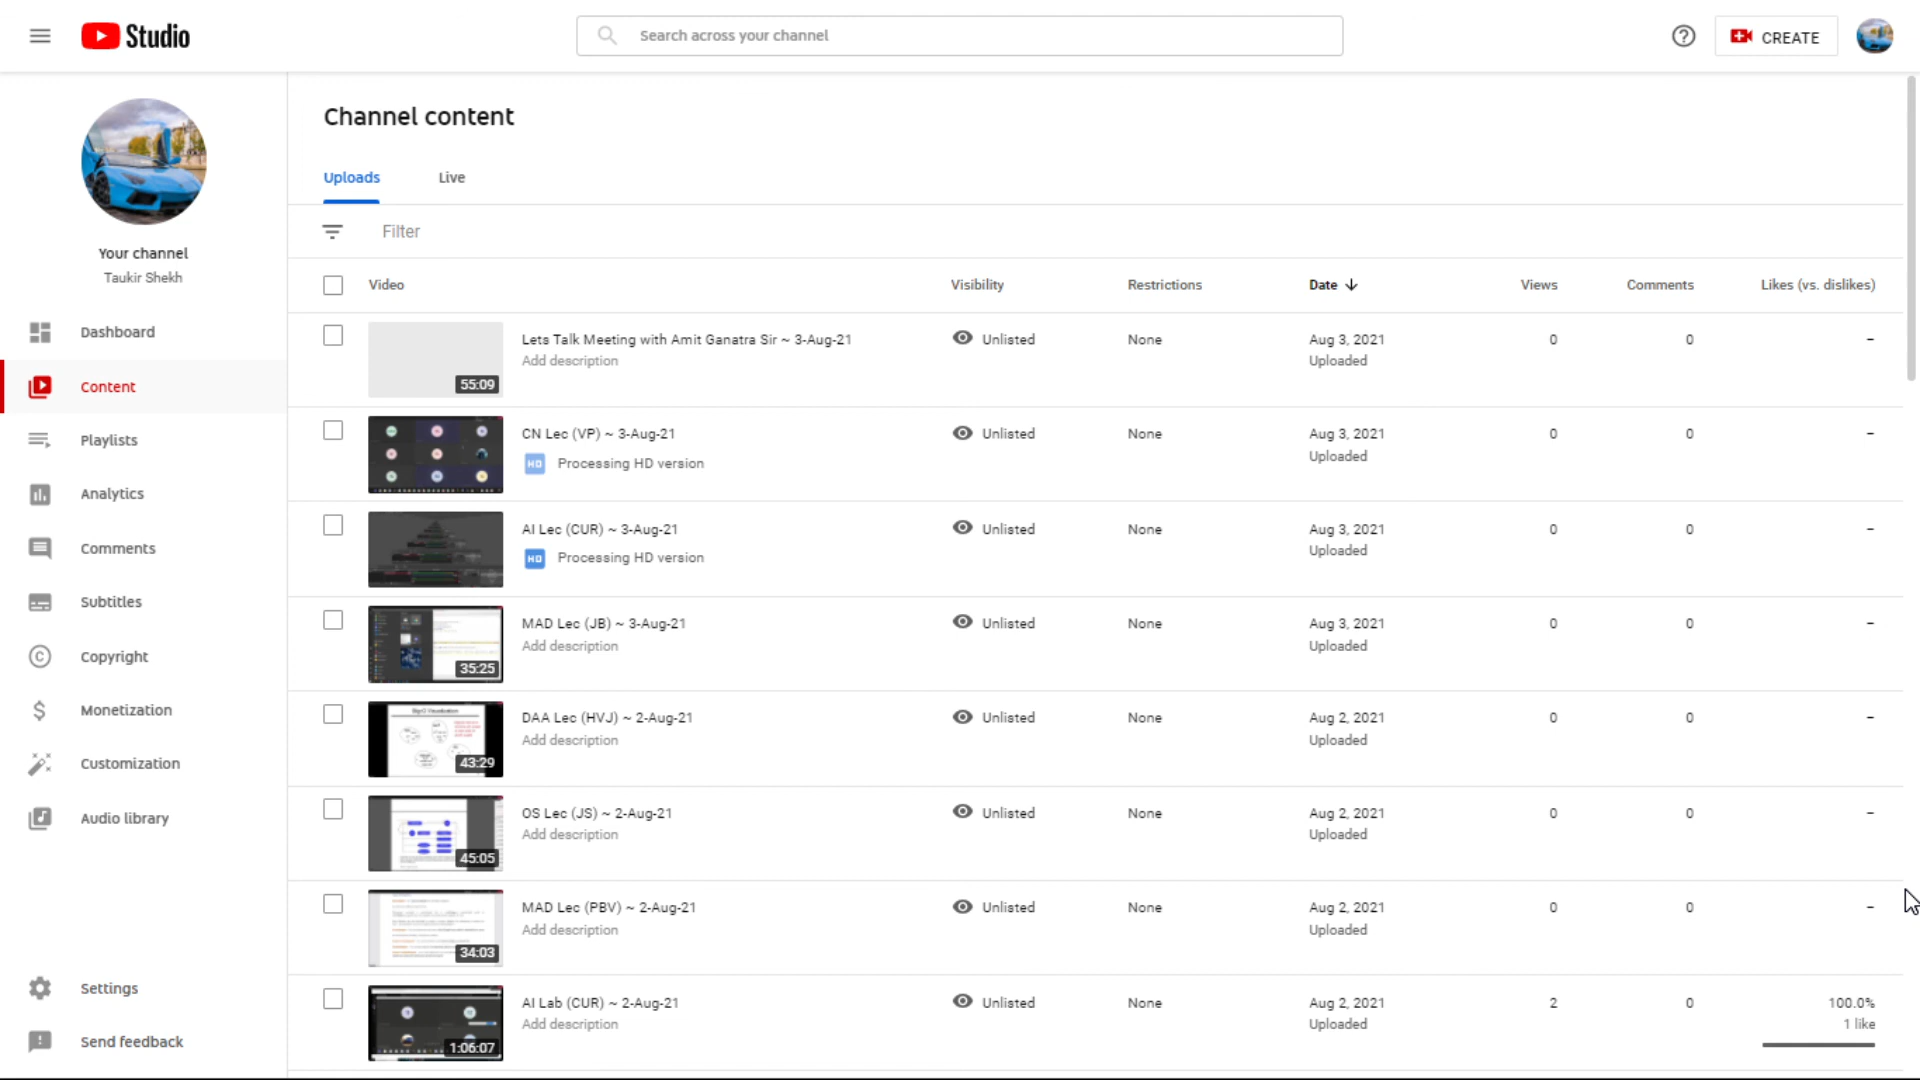 Studio
Search across your channel
CREATE
Your channel
Taukir Shekh
Dashboard
Content
Playlists
Analytics
Comments
Subtitles
Copyright
Monetization
Customization
Audio library
Settings
Send feedback
Channel content
Uploads Live
Filter
Video Visibility Restrictions Date Views Comments Likes (vs. dislikes)
55:09
Lets Talk Meeting with Amit Ganatra Sir ~ 3-Aug-21 Unlisted None Aug 3, 2021 0 0 –
Add description Uploaded
CN Lec (VP) ~ 3-Aug-21 Unlisted None Aug 3, 2021 0 0 –
HD Processing HD version Uploaded
AI Lec (CUR) ~ 3-Aug-21 Unlisted None Aug 3, 2021 0 0 –
HD Processing HD version Uploaded
35:25
MAD Lec (JB) ~ 3-Aug-21 Unlisted None Aug 3, 2021 0 0 –
Add description Uploaded
43:29
DAA Lec (HVJ) ~ 2-Aug-21 Unlisted None Aug 2, 2021 0 0 –
Add description Uploaded
45:05
OS Lec (JS) ~ 2-Aug-21 Unlisted None Aug 2, 2021 0 0 –
Add description Uploaded
34:03
MAD Lec (PBV) ~ 2-Aug-21 Unlisted None Aug 2, 2021 0 0 –
Add description Uploaded
1:06:07
AI Lab (CUR) ~ 2-Aug-21 Unlisted None Aug 2, 2021 2 0 100.0%
Add description Uploaded 1 like